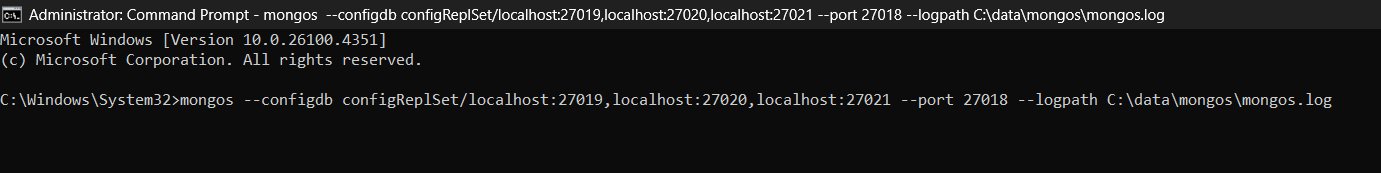 Administrator: Command Prompt - mongos  --configdb configReplSet/localhost:27019,localhost:27020,localhost:27021 --port 27018 --logpath C:\data\mongos\mongos.log
Microsoft Windows [Version 10.0.26100.4351]
(c) Microsoft Corporation. All rights reserved.
C:\Windows\System32>mongos --configdb configReplSet/localhost:27019,localhost:27020,localhost:27021 --port 27018 --logpath C:\data\mongos\mongos.log